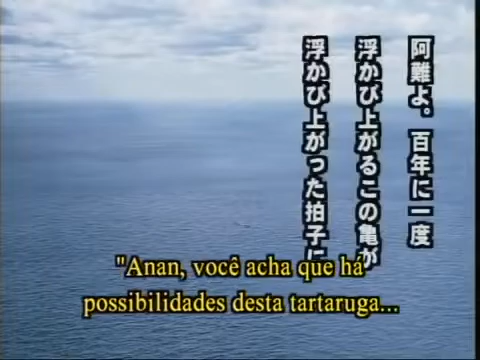 阿難よ。百年に一度
浮かび上がるこの亀が
浮かび上がった拍子に
"Anan, você acha que há
possibilidades desta tartaruga...